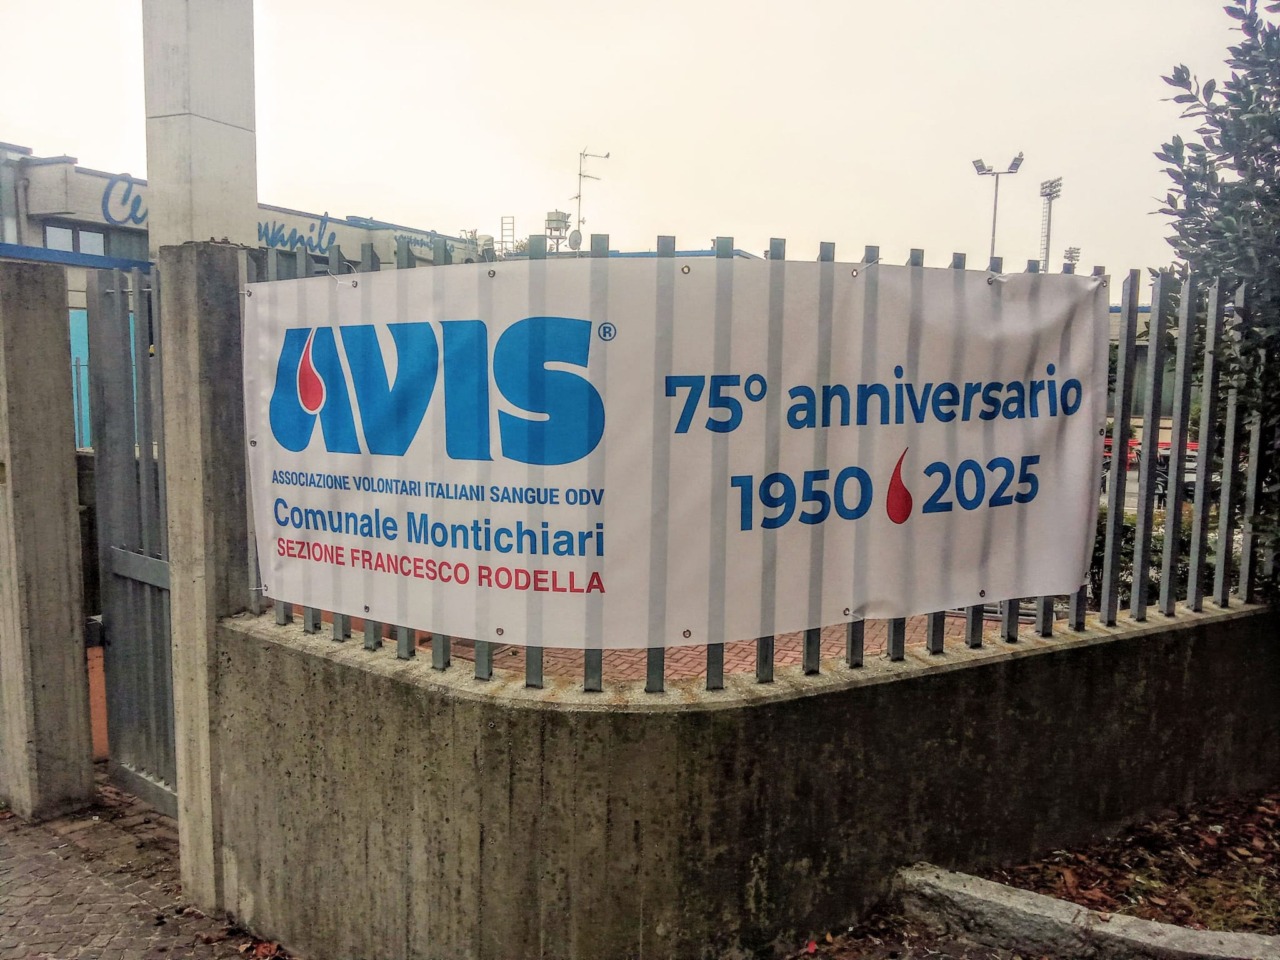 AVIS®
ASSOCIAZIONE VOLONTARI ITALIANI SANGUE ODV
Comunale Montichiari
SEZIONE FRANCESCO RODELLA
75° anniversario
1950 2025